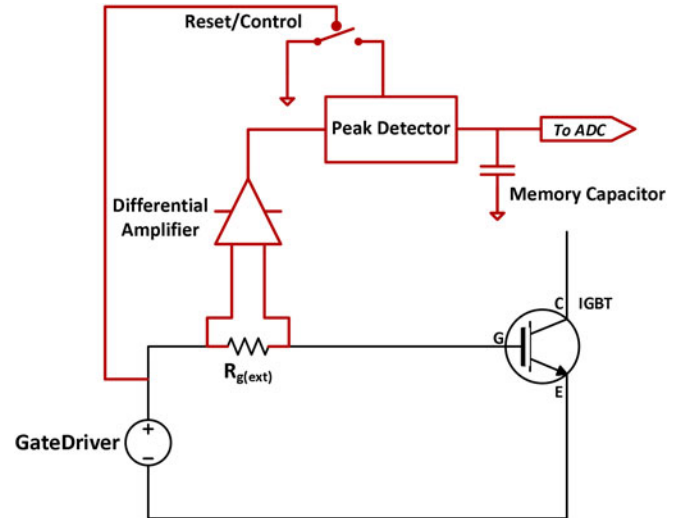 Reset/Control
Peak Detector
To ADC
Differential
Amplifier
Memory Capacitor
C
IGBT
G
E
Rg(ext)
GateDriver
+
−